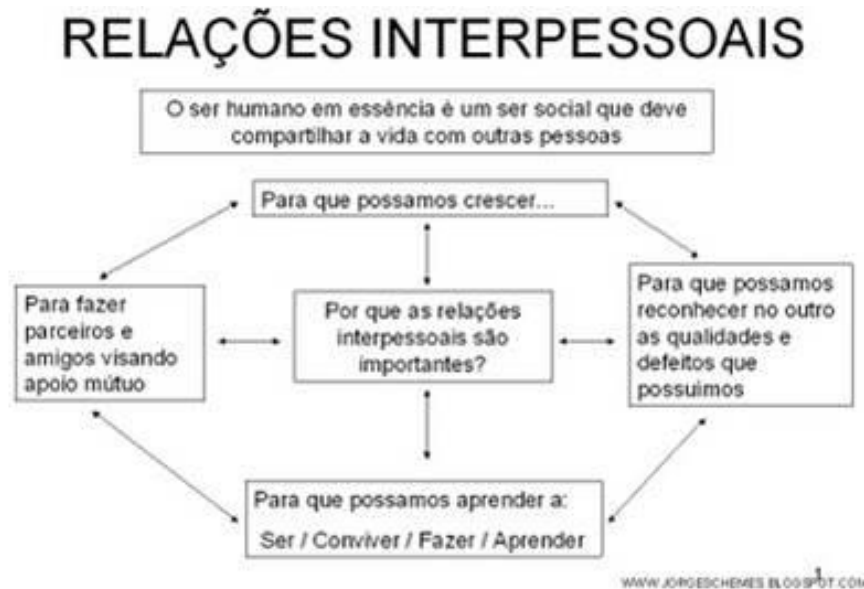 RELAÇÕES INTERPESSOAIS
O ser humano em essência é um ser social que deve
compartilhar a vida com outras pessoas
Para que possamos crescer...
Para fazer
parceiros e
amigos visando
apoio mútuo
Por que as relações
interpessoais são
importantes?
Para que possamos
reconhecer no outro
as qualidades e
defeitos que
possuimos
Para que possamos aprender a:
Ser / Conviver / Fazer / Aprender
1
WWW.JORGESCHEMES.BLOGSPOT.COM